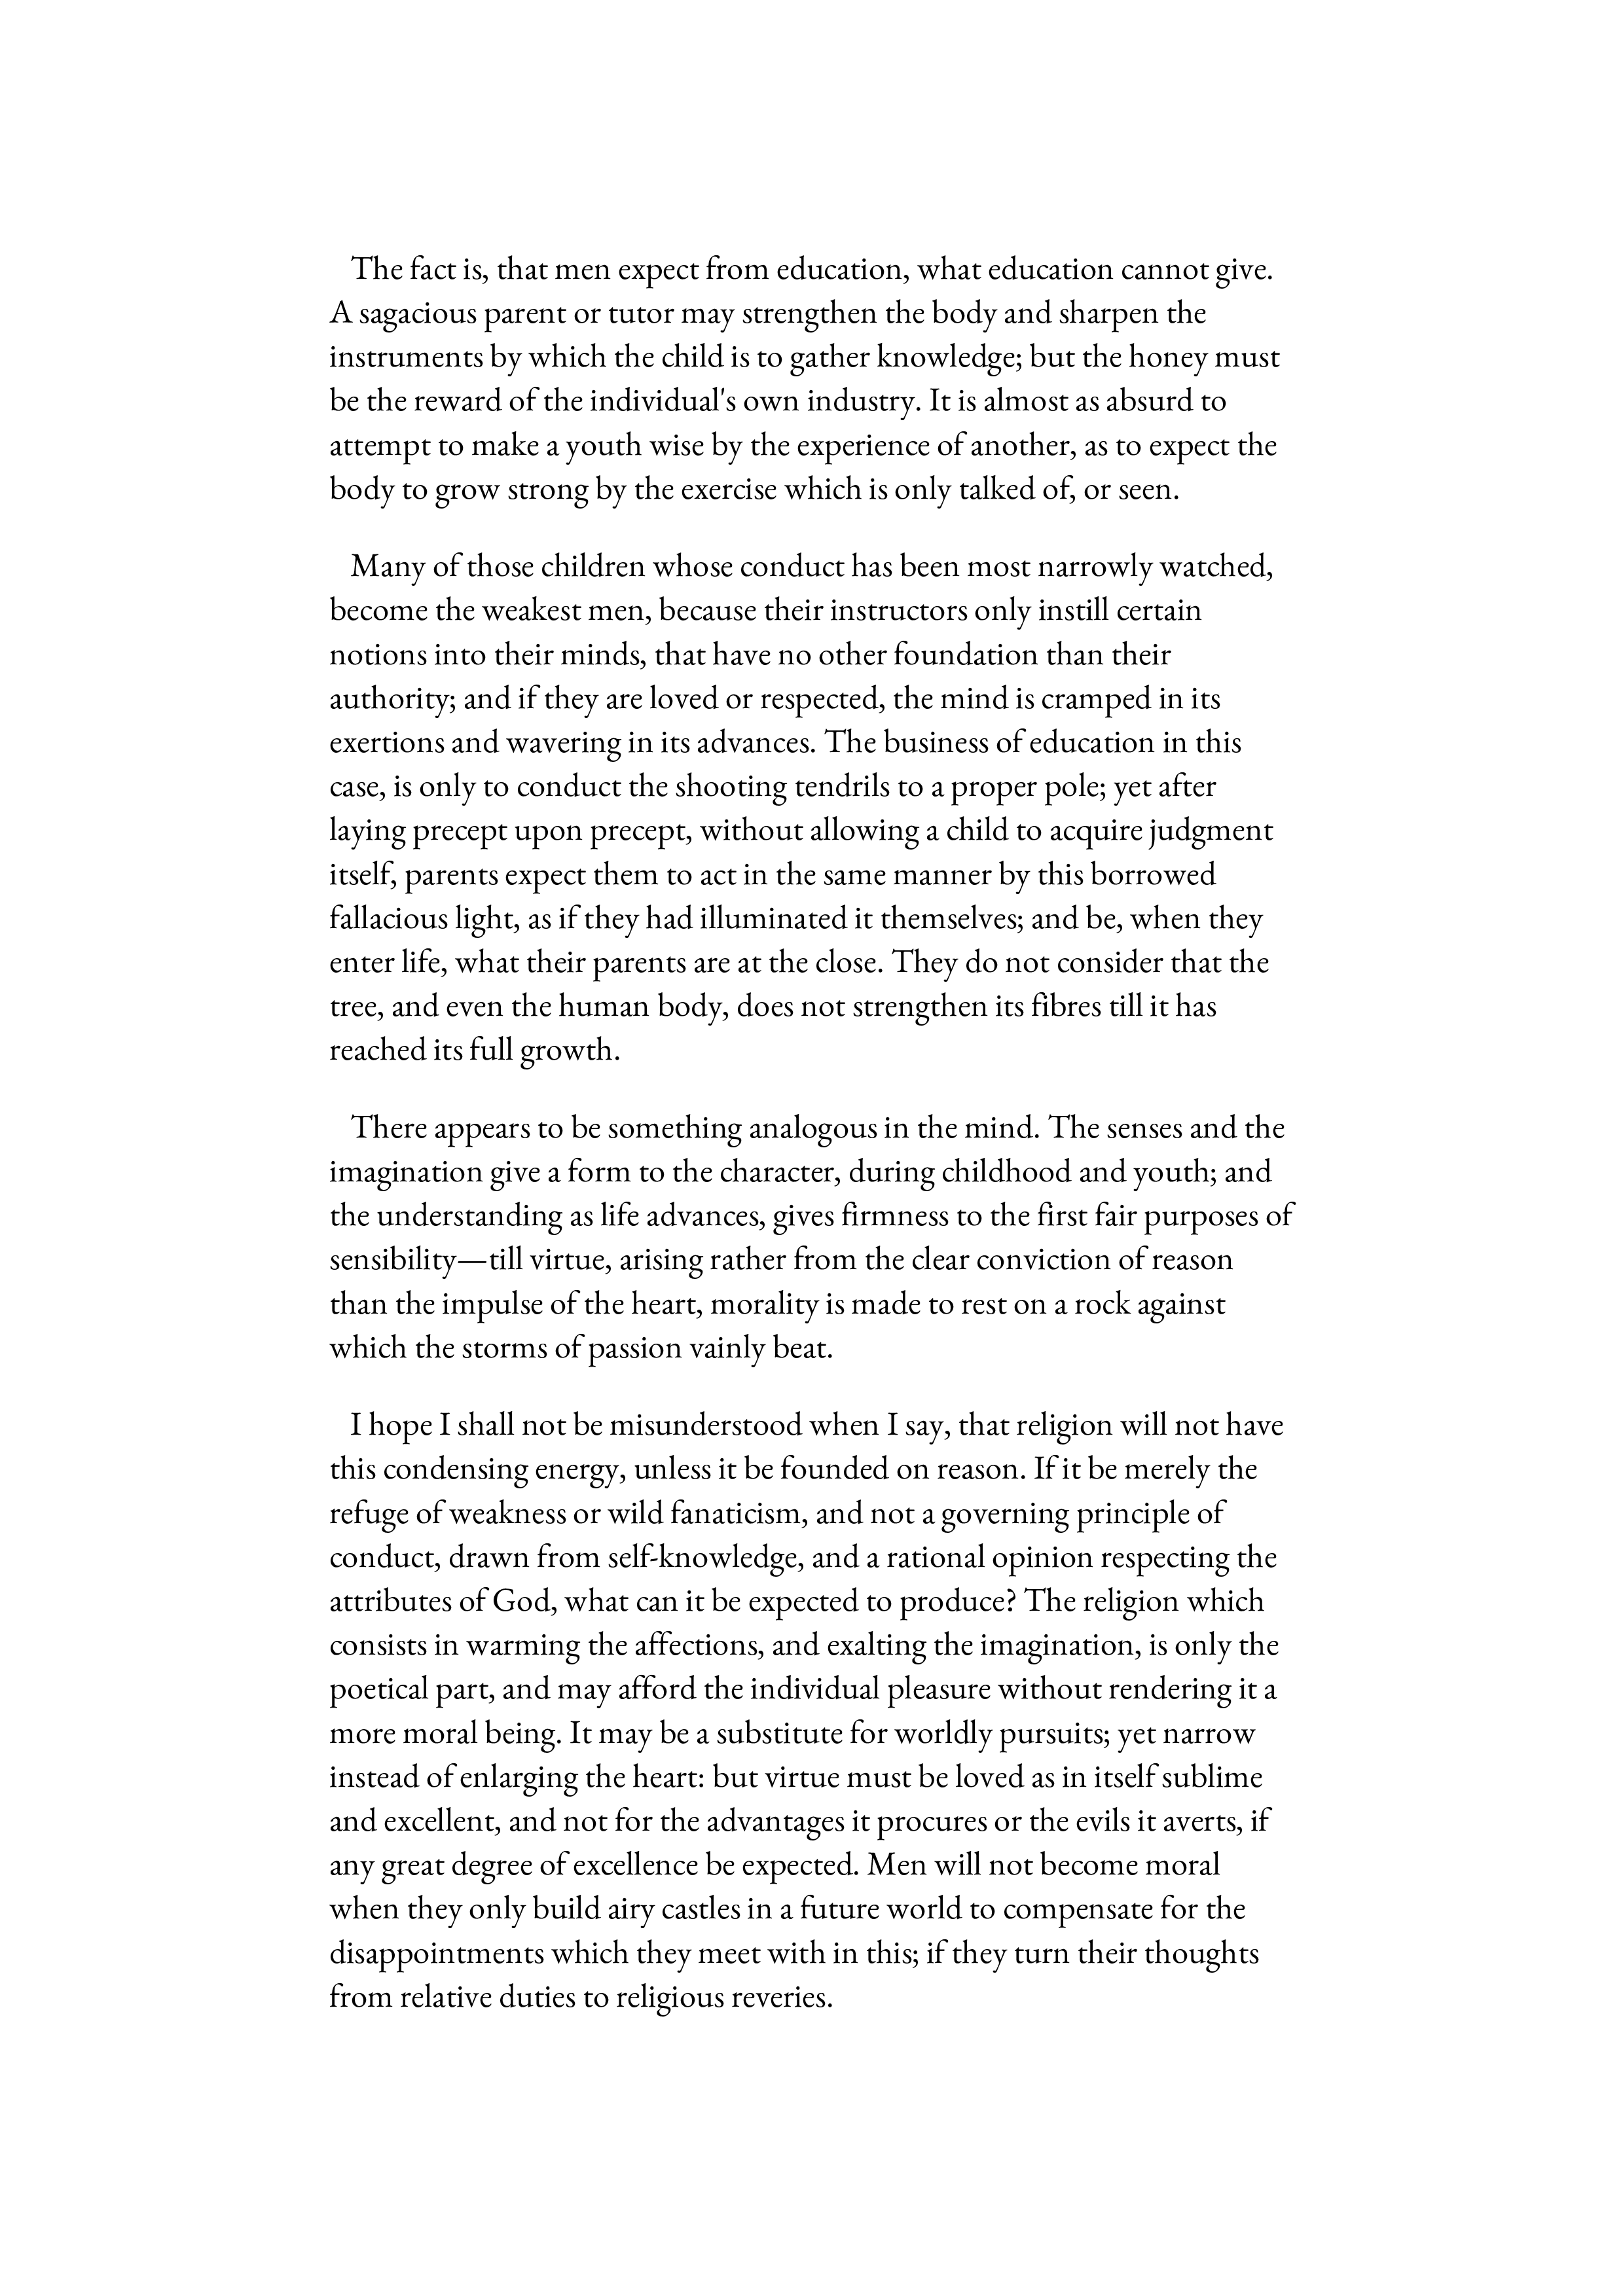 The fact is, that men expect from education, what education cannot give.
A sagacious parent or tutor may strengthen the body and sharpen the
instruments by which the child is to gather knowledge; but the honey must
be the reward of the individual's own industry. It is almost as absurd to
attempt to make a youth wise by the experience of another, as to expect the
body to grow strong by the exercise which is only talked of, or seen.
Many of those children whose conduct has been most narrowly watched,
become the weakest men, because their instructors only instill certain
notions into their minds, that have no other foundation than their
authority; and if they are loved or respected, the mind is cramped in its
exertions and wavering in its advances. The business of education in this
case, is only to conduct the shooting tendrils to a proper pole; yet after
laying precept upon precept, without allowing a child to acquire judgment
itself, parents expect them to act in the same manner by this borrowed
fallacious light, as if they had illuminated it themselves; and be, when they
enter life, what their parents are at the close. They do not consider that the
tree, and even the human body, does not strengthen its fibres till it has
reached its full growth.
There appears to be something analogous in the mind. The senses and the
imagination give a form to the character, during childhood and youth; and
the understanding as life advances, gives firmness to the first fair purposes of
sensibility—till virtue, arising rather from the clear conviction of reason
than the impulse of the heart, morality is made to rest on a rock against
which the storms of passion vainly beat.
I hope I shall not be misunderstood when I say, that religion will not have
this condensing energy, unless it be founded on reason. If it be merely the
refuge of weakness or wild fanaticism, and not a governing principle of
conduct, drawn from self-knowledge, and a rational opinion respecting the
attributes of God, what can it be expected to produce? The religion which
consists in warming the affections, and exalting the imagination, is only the
poetical part, and may afford the individual pleasure without rendering it a
more moral being. It may be a substitute for worldly pursuits; yet narrow
instead of enlarging the heart: but virtue must be loved as in itself sublime
and excellent, and not for the advantages it procures or the evils it averts, if
any great degree of excellence be expected. Men will not become moral
when they only build airy castles in a future world to compensate for the
disappointments which they meet with in this; if they turn their thoughts
from relative duties to religious reveries.